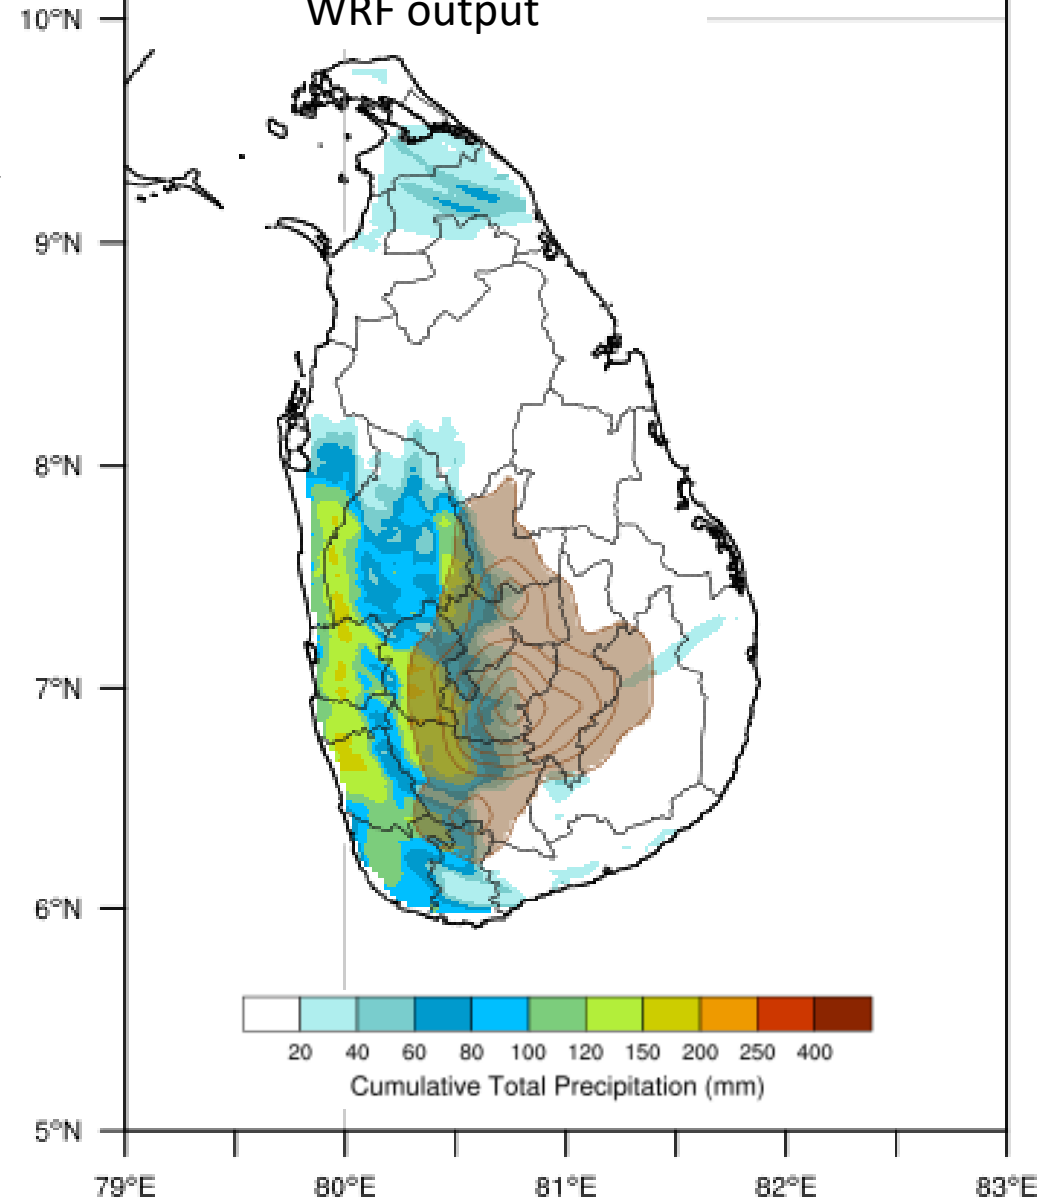 WRF output
10°N
9°N
8°N
7°N
6°N
20 40 60 80 100 120 150 200 250 400
Cumulative Total Precipitation (mm)
5°N
79°E 80°E 81°E 82°E 83°E